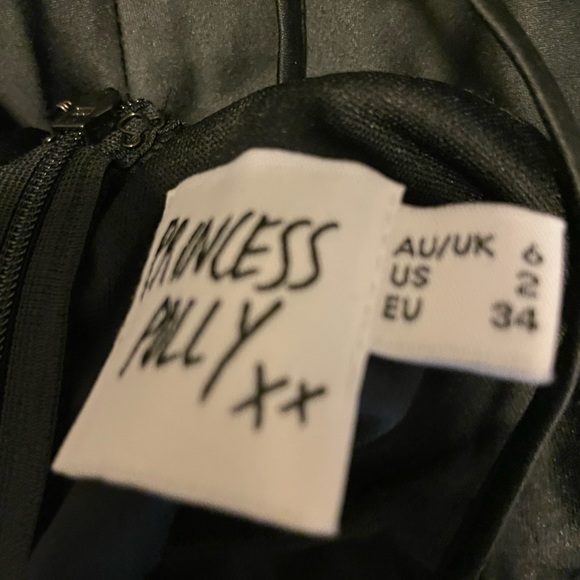 PRINCESS
POLLY
xx
AU/UK 6
US 2
EU 34